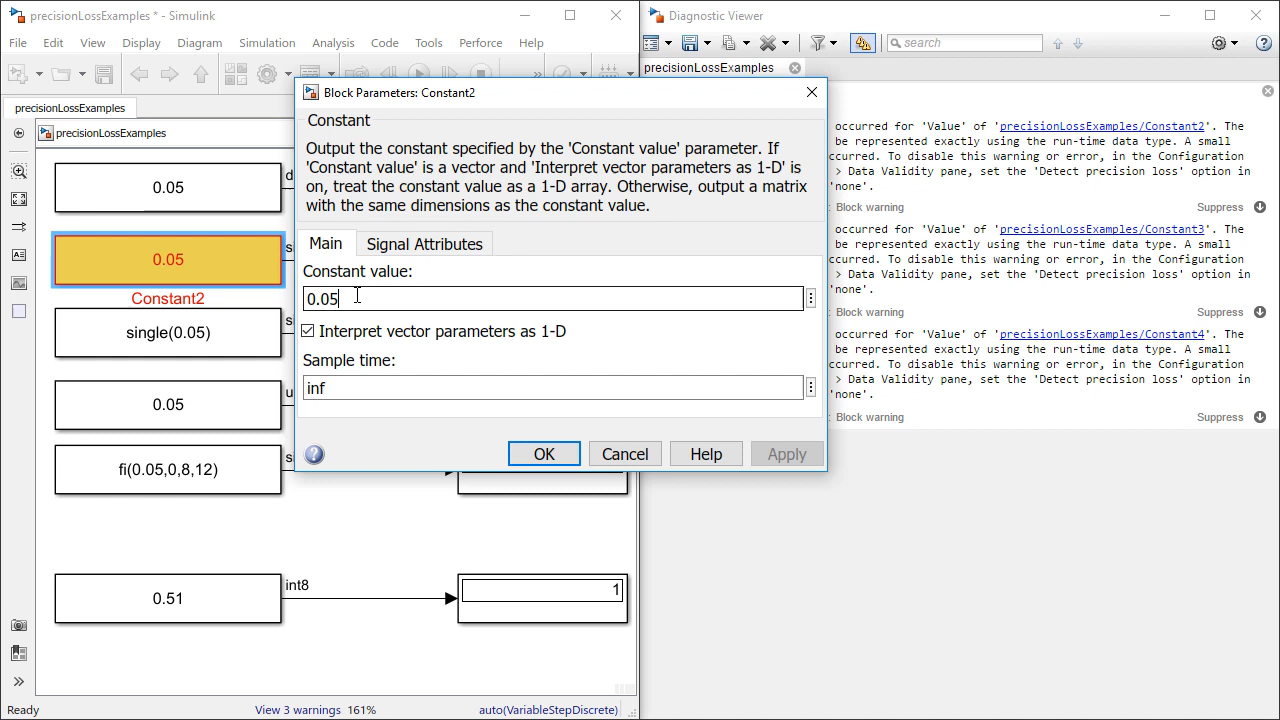 precisionLossExamples * - Simulink
File Edit View Display Diagram Simulation Analysis Code Tools Perforce Help
precisionLossExamples
precisionLossExamples
0.05
d
0.05
s
Constant2
single(0.05)
s
0.05
u
fi(0.05,0,8,12)
s
0.51
int8
1
Ready
View 3 warnings 161%
auto(VariableStepDiscrete)
Block Parameters: Constant2
Constant
Output the constant specified by the 'Constant value' parameter. If
'Constant value' is a vector and 'Interpret vector parameters as 1-D' is
on, treat the constant value as a 1-D array. Otherwise, output a matrix
with the same dimensions as the constant value.
Main Signal Attributes
Constant value:
0.05
Interpret vector parameters as 1-D
Sample time:
inf
OK Cancel Help Apply
Diagnostic Viewer
search
precisionLossExamples
occurred for 'Value' of 'precisionLossExamples/Constant2'. The
be represented exactly using the run-time data type. A small
ccurred. To disable this warning or error, in the Configuration
> Data Validity pane, set the 'Detect precision loss' option in
'none'.
: Block warning Suppress
occurred for 'Value' of 'precisionLossExamples/Constant3'. The
be represented exactly using the run-time data type. A small
ccurred. To disable this warning or error, in the Configuration
> Data Validity pane, set the 'Detect precision loss' option in
'none'.
: Block warning Suppress
occurred for 'Value' of 'precisionLossExamples/Constant4'. The
be represented exactly using the run-time data type. A small
ccurred. To disable this warning or error, in the Configuration
> Data Validity pane, set the 'Detect precision loss' option in
'none'.
: Block warning Suppress